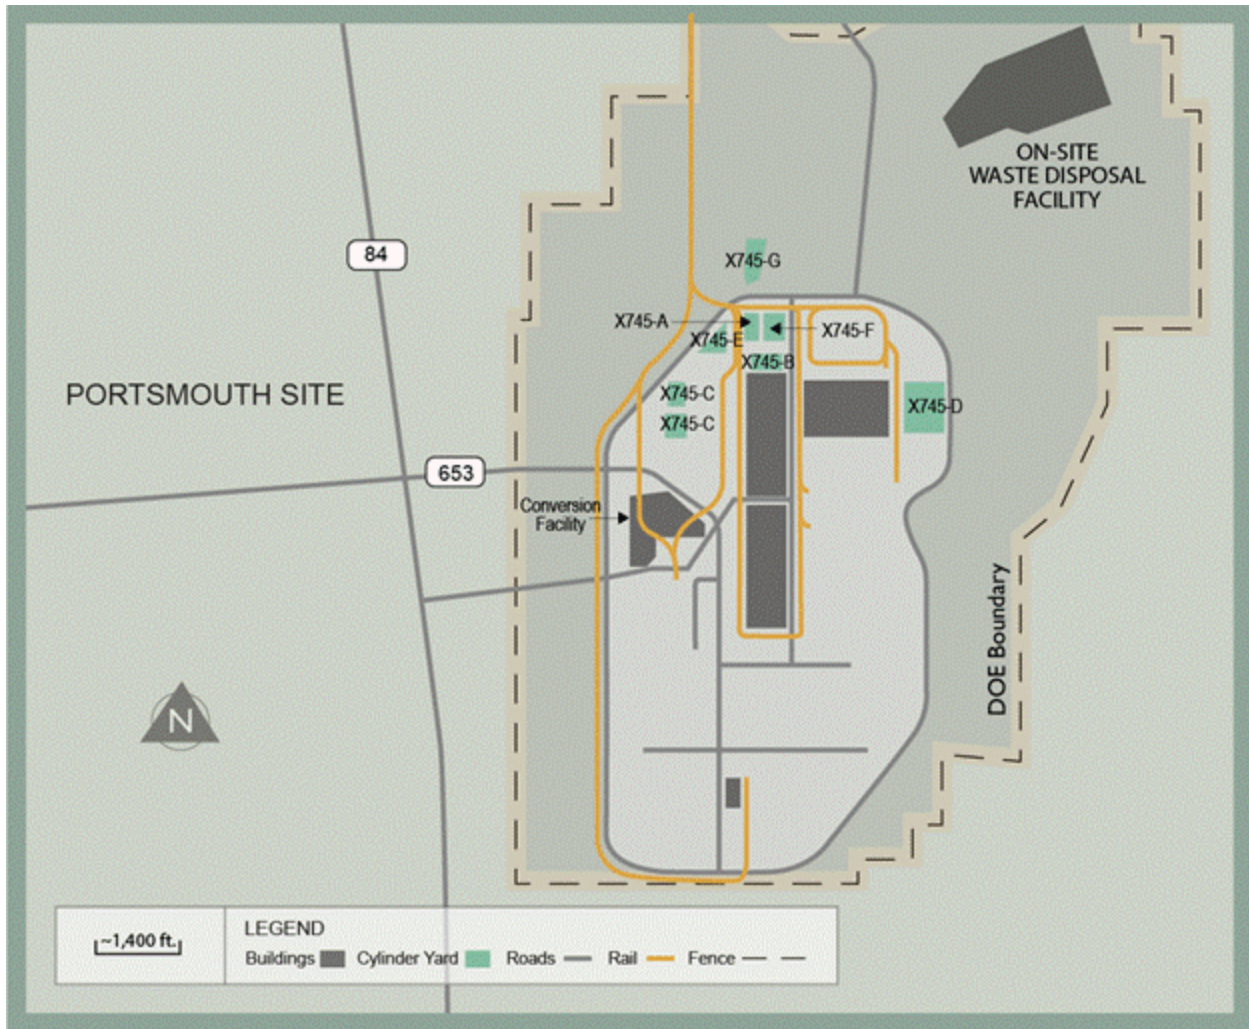 ON-SITE
WASTE DISPOSAL
FACILITY
84
X745-G
X745-A
X745-F
X745-E
X745-B
PORTSMOUTH SITE
X745-C
X745-D
X745-C
653
Conversion
Facility
DOE Boundary
N
~1,400 ft.
LEGEND
Buildings
Cylinder Yard
Roads
Rail
Fence